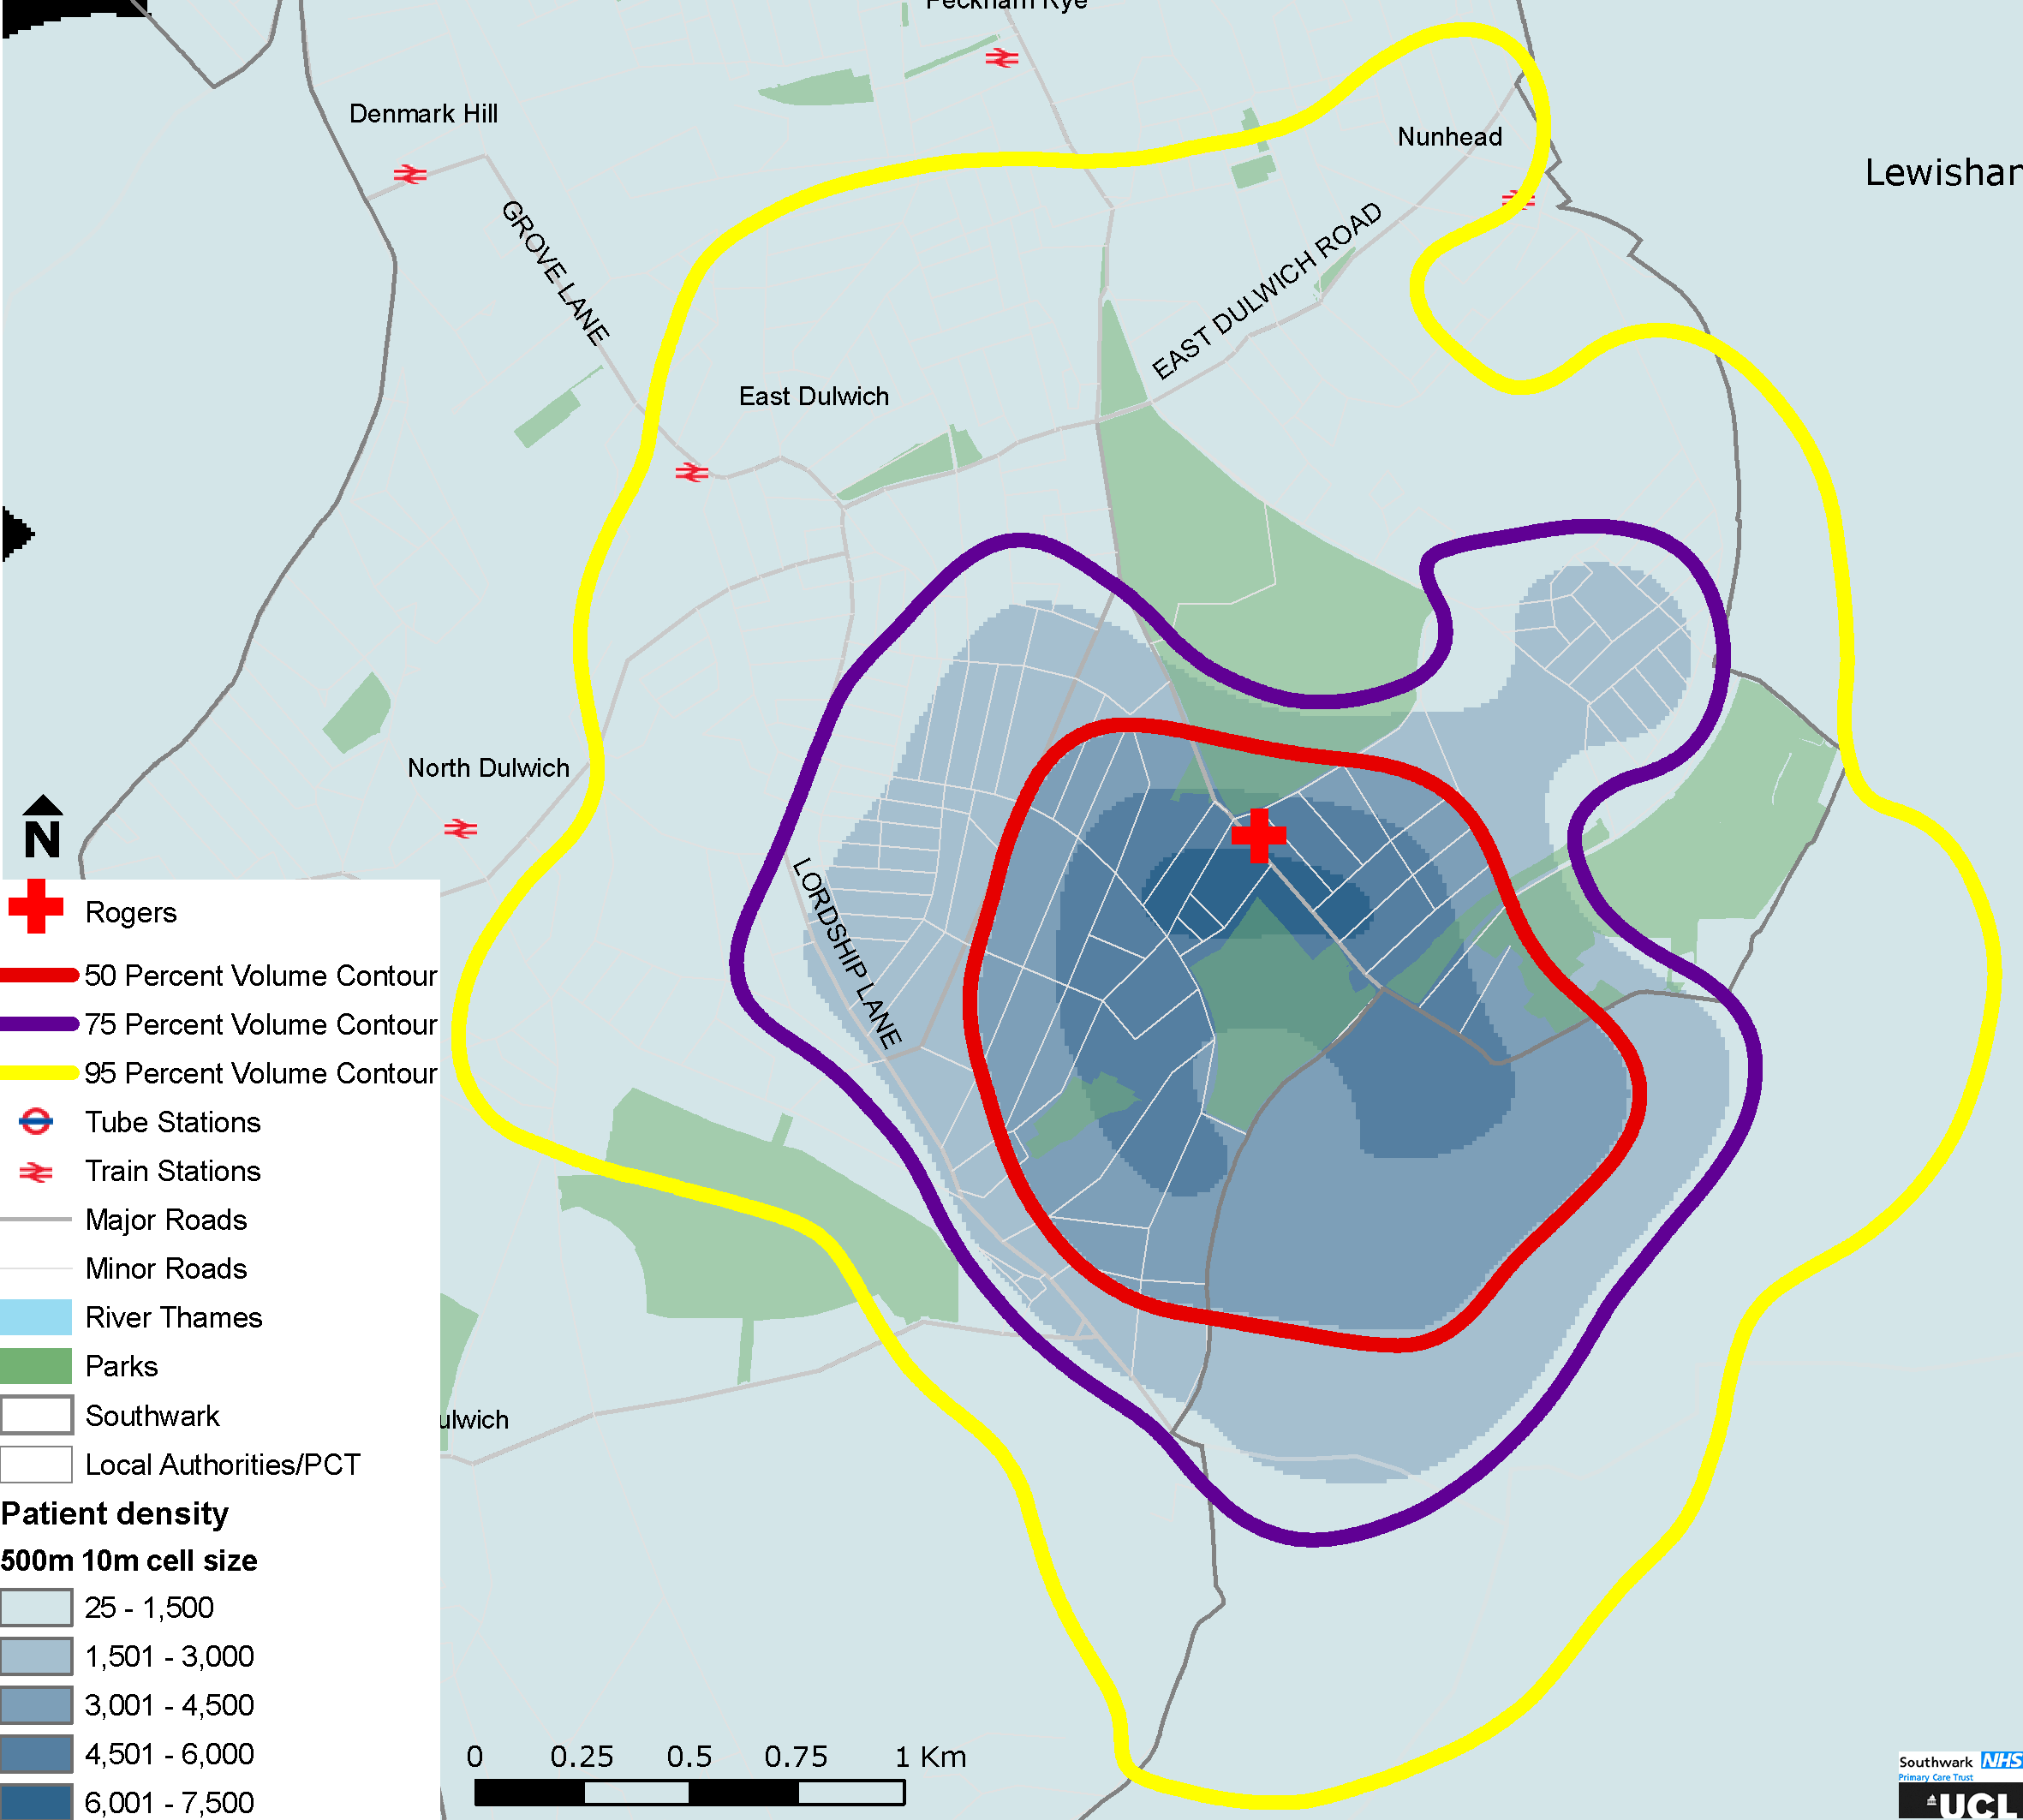 Peckham Rye
Denmark Hill
Nunhead
Lewishan
GROVE LANE
EAST DULWICH ROAD
East Dulwich
North Dulwich
LORDSHIP LANE
N
Rogers
50 Percent Volume Contour
75 Percent Volume Contour
95 Percent Volume Contour
Tube Stations
Train Stations
Major Roads
Minor Roads
River Thames
Parks
Southwark
ulwich
Local Authorities/PCT
Patient density
500m 10m cell size
25 - 1,500
1,501 - 3,000
3,001 - 4,500
4,501 - 6,000
6,001 - 7,500
0 0.25 0.5 0.75 1 Km
Southwark NHS
Primary Care Trust
UCL